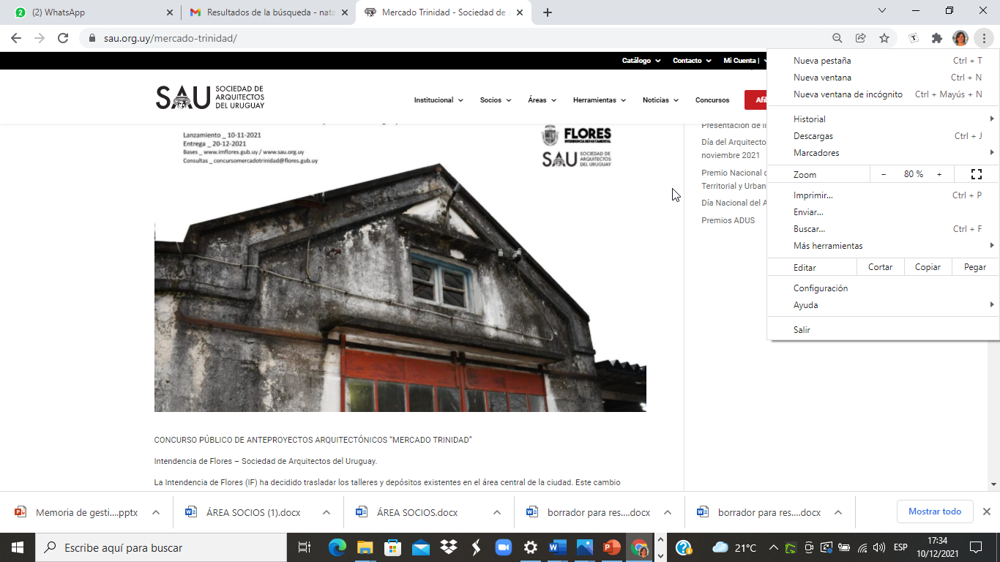 (2) WhatsApp
Resultados de la búsqueda - nata
Mercado Trinidad - Sociedad de
sau.org.uy/mercado-trinidad/
Catálogo
Contacto
Mi Cuenta |
SAU SOCIEDAD DE
ARQUITECTOS
DEL URUGUAY
Institucional
Socios
Áreas
Herramientas
Noticias
Concursos
Afi
Lanzamiento _ 10-11-2021
Entrega _ 20-12-2021
Bases _ www.imflores.gub.uy / www.sau.org.uy
Consultas _ concursomercadotrinidad@flores.gub.uy
FLORES
INTENDENCIA DEPARTAMENTAL
SAU SOCIEDAD DE
ARQUITECTOS
DEL URUGUAY
Presentación de
Día del Arquitecto
noviembre 2021
Premio Nacional
Territorial y Urban
Día Nacional del A
Premios ADUS
Nueva pestaña Ctrl + T
Nueva ventana Ctrl + N
Nueva ventana de incógnito Ctrl + Mayús + N
Historial
Descargas Ctrl + J
Marcadores
Zoom − 80 % +
Imprimir... Ctrl + P
Enviar...
Buscar... Ctrl + F
Más herramientas
Editar Cortar Copiar Pegar
Configuración
Ayuda
Salir
CONCURSO PÚBLICO DE ANTEPROYECTOS ARQUITECTÓNICOS “MERCADO TRINIDAD”
Intendencia de Flores – Sociedad de Arquitectos del Uruguay.
La Intendencia de Flores (IF) ha decidido trasladar los talleres y depósitos existentes en el área central de la ciudad. Este cambio
Memoria de gesti....pptx
ÁREA SOCIOS (1).docx
ÁREA SOCIOS.docx
borrador para res....docx
borrador para res....docx
Mostrar todo
Escribe aquí para buscar
21°C
ESP
17:34
10/12/2021